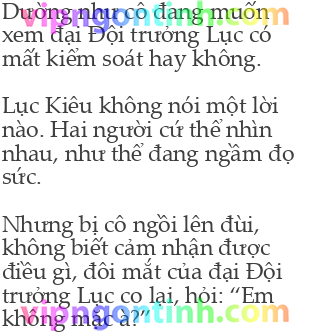 Dường như cô đang muốn
vipngontinh.com
xem đại Đội trưởng Lục có
mất kiểm soát hay không.
Lục Kiêu không nói một lời
nào. Hai người cứ thể nhìn
nhau, như thể đang ngầm đọ
sức.
Nhưng bị cô ngồi lên đùi,
không biết cảm nhận được
điều gì, đôi mắt của đại Đội
trưởng Lục co lại, hỏi: “Em
vipngontinh.com
không mặc à?”